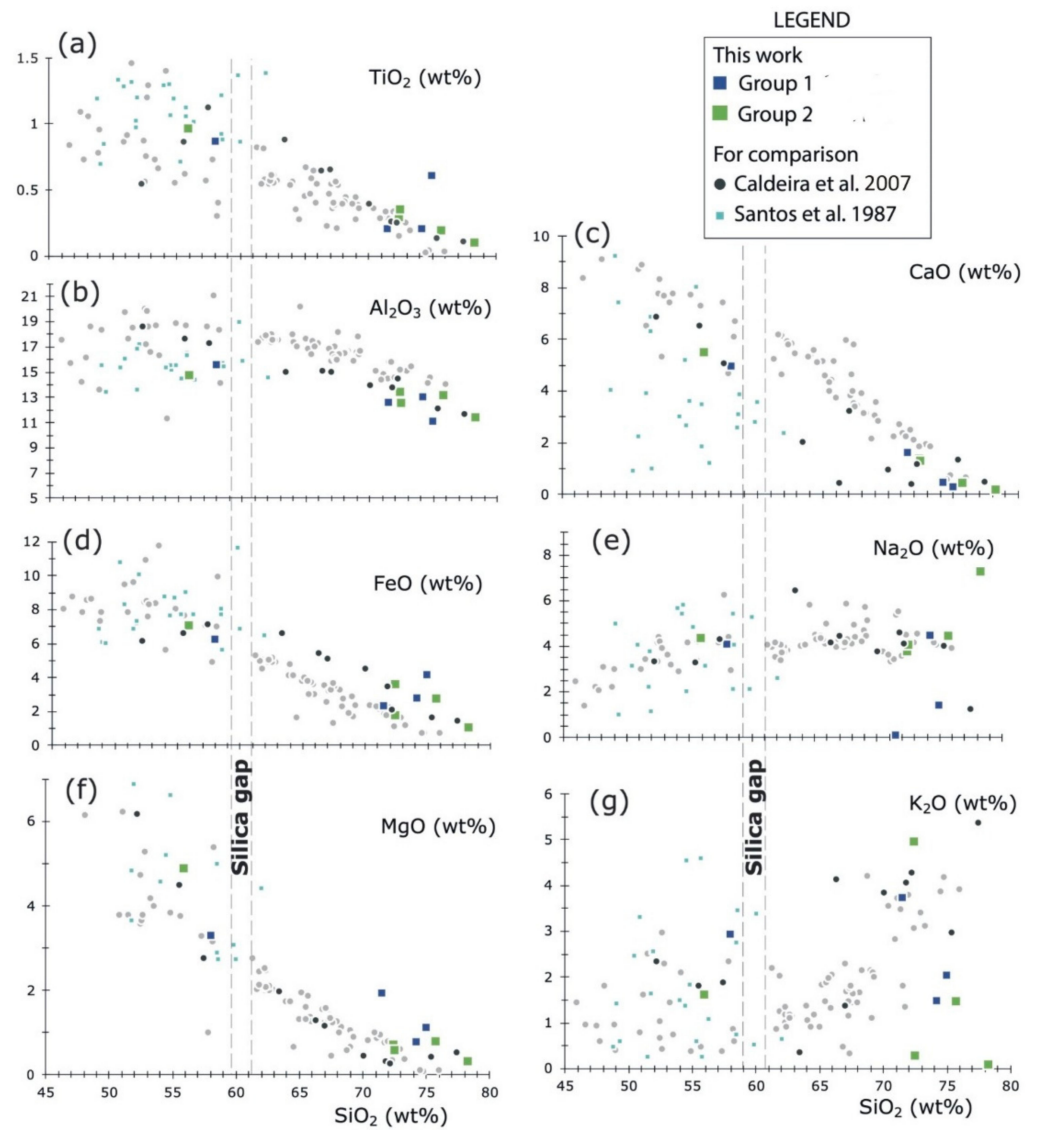 LEGEND
This work
Group 1
Group 2
For comparison
Caldeira et al. 2007
Santos et al. 1987
(a)
TiO₂ (wt%)
1.5
1
0.5
0
(b)
Al₂O₃ (wt%)
21
19
17
15
13
11
9
7
5
(c)
CaO (wt%)
10
8
6
4
2
0
(d)
FeO (wt%)
12
10
8
6
4
2
0
(e)
Na₂O (wt%)
8
6
4
2
0
(f)
MgO (wt%)
Silica gap
6
4
2
0
45 50 55 60 65 70 75 80
SiO₂ (wt%)
(g)
K₂O (wt%)
Silica gap
6
5
4
3
2
1
0
45 50 55 60 65 70 75 80
SiO₂ (wt%)